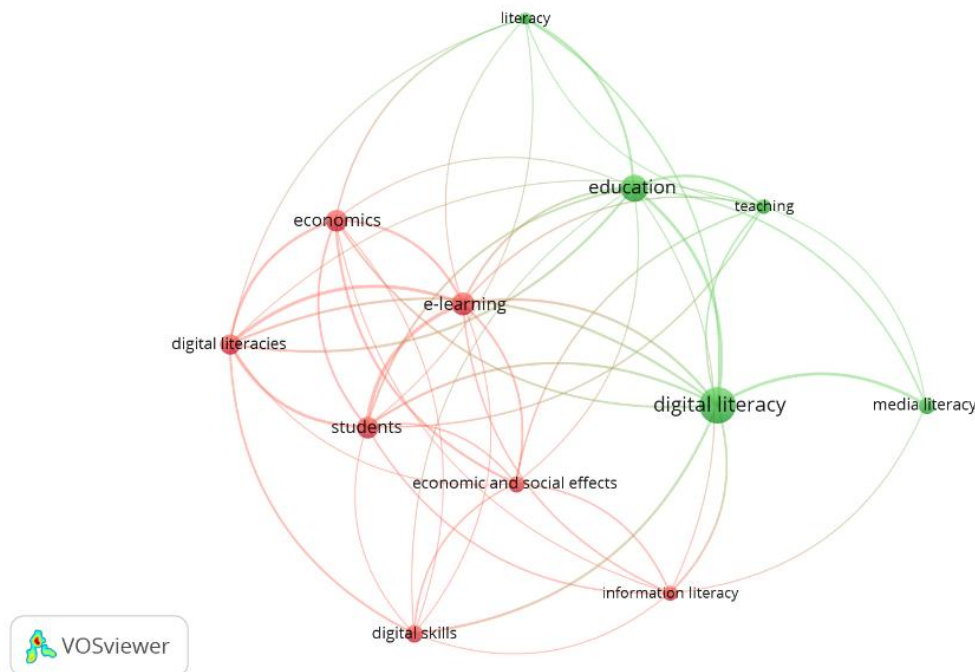 literacy
education
teaching
economics
e-learning
digital literacies
digital literacy
media literacy
students
economic and social effects
information literacy
digital skills
VOSviewer